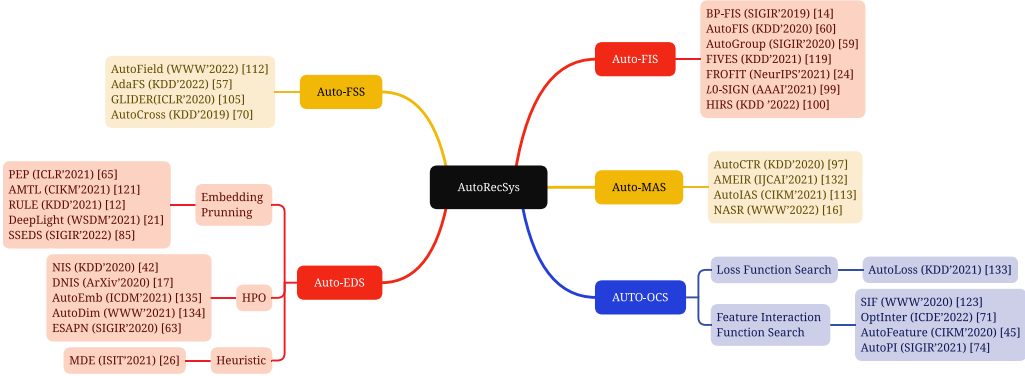 AutoRecSys
Auto-FSS
AutoField (WWW’2022) [112]
AdaFS (KDD’2022) [57]
GLIDER(ICLR’2020) [105]
AutoCross (KDD’2019) [70]
Auto-EDS
Embedding
Prunning
PEP (ICLR’2021) [65]
AMTL (CIKM’2021) [121]
RULE (KDD’2021) [12]
DeepLight (WSDM’2021) [21]
SSEDS (SIGIR’2022) [85]
HPO
NIS (KDD’2020) [42]
DNIS (ArXiv’2020) [17]
AutoEmb (ICDM’2021) [135]
AutoDim (WWW’2021) [134]
ESAPN (SIGIR’2020) [63]
Heuristic
MDE (ISIT’2021) [26]
Auto-FIS
BP-FIS (SIGIR’2019) [14]
AutoFIS (KDD’2020) [60]
AutoGroup (SIGIR’2020) [59]
FIVES (KDD’2021) [119]
FROFIT (NeurIPS’2021) [24]
L0-SIGN (AAAI’2021) [99]
HIRS (KDD ’2022) [100]
Auto-MAS
AutoCTR (KDD’2020) [97]
AMEIR (IJCAI’2021) [132]
AutoIAS (CIKM’2021) [113]
NASR (WWW’2022) [16]
AUTO-OCS
Loss Function Search
AutoLoss (KDD’2021) [133]
Feature Interaction
Function Search
SIF (WWW’2020) [123]
OptInter (ICDE’2022) [71]
AutoFeature (CIKM’2020) [45]
AutoPI (SIGIR’2021) [74]